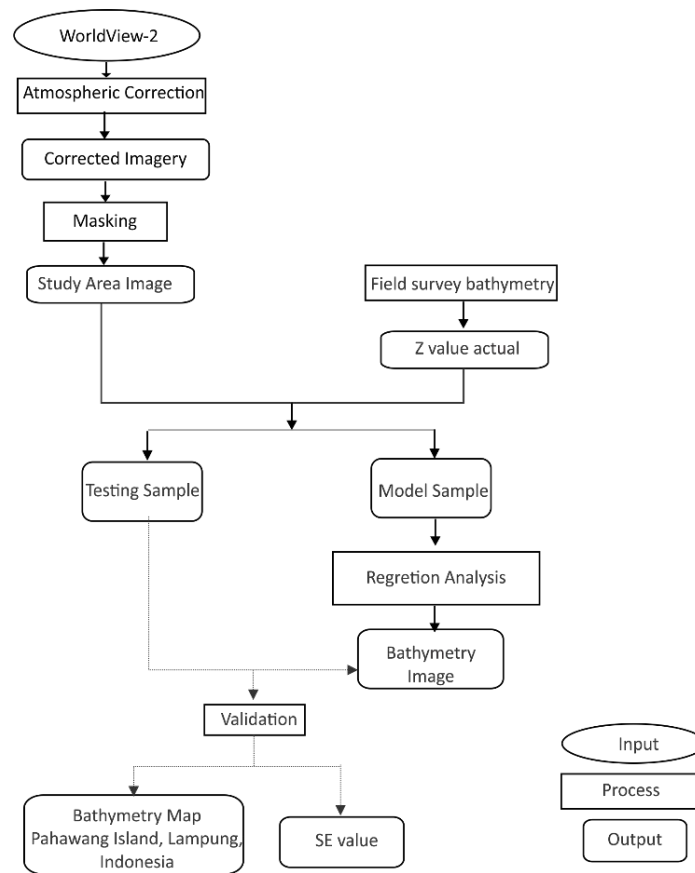 WorldView-2
Atmospheric Correction
Corrected Imagery
Masking
Study Area Image
Field survey bathymetry
Z value actual
Testing Sample
Model Sample
Regretion Analysis
Bathymetry
Image
Validation
Bathymetry Map
Pahawang Island, Lampung,
Indonesia
SE value
Input
Process
Output